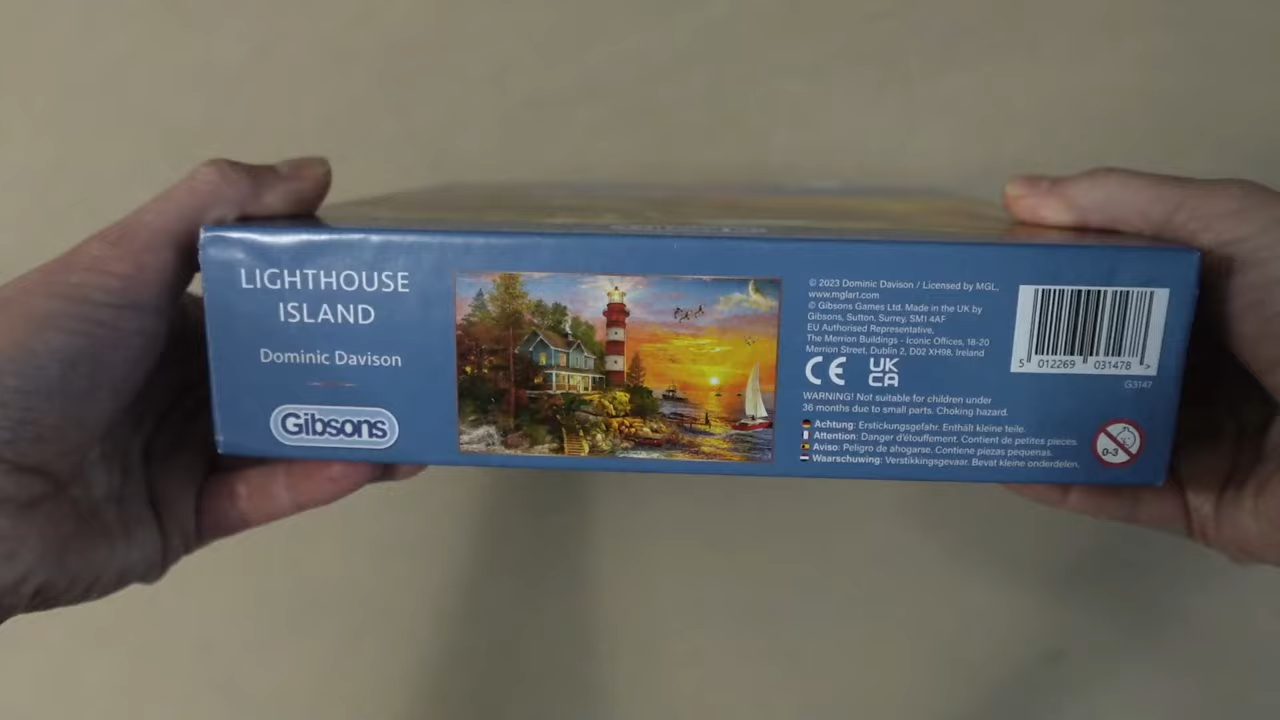 LIGHTHOUSE
ISLAND
Dominic Davison
Gibsons
© 2023 Dominic Davison / Licensed by MGL,
www.mglart.com
© Gibsons Games Ltd. Made in the UK by
Gibsons, Sutton, Surrey, SM1 4AF
EU Authorised Representative,
The Merrion Buildings - Iconic Offices, 18-20
Merrion Street, Dublin 2, D02 XH98, Ireland
CE UK
CA
WARNING! Not suitable for children under
36 months due to small parts. Choking hazard.
Achtung: Erstickungsgefahr. Enthält kleine teile.
Attention: Danger d'étouffement. Contient de petites pieces.
Aviso: Peligro de ahogarse. Contiene piezas pequenas.
Waarschuwing: Verstikkingsgevaar. Bevat kleine onderdelen.
5 012269 031478 >
G3147
0-3